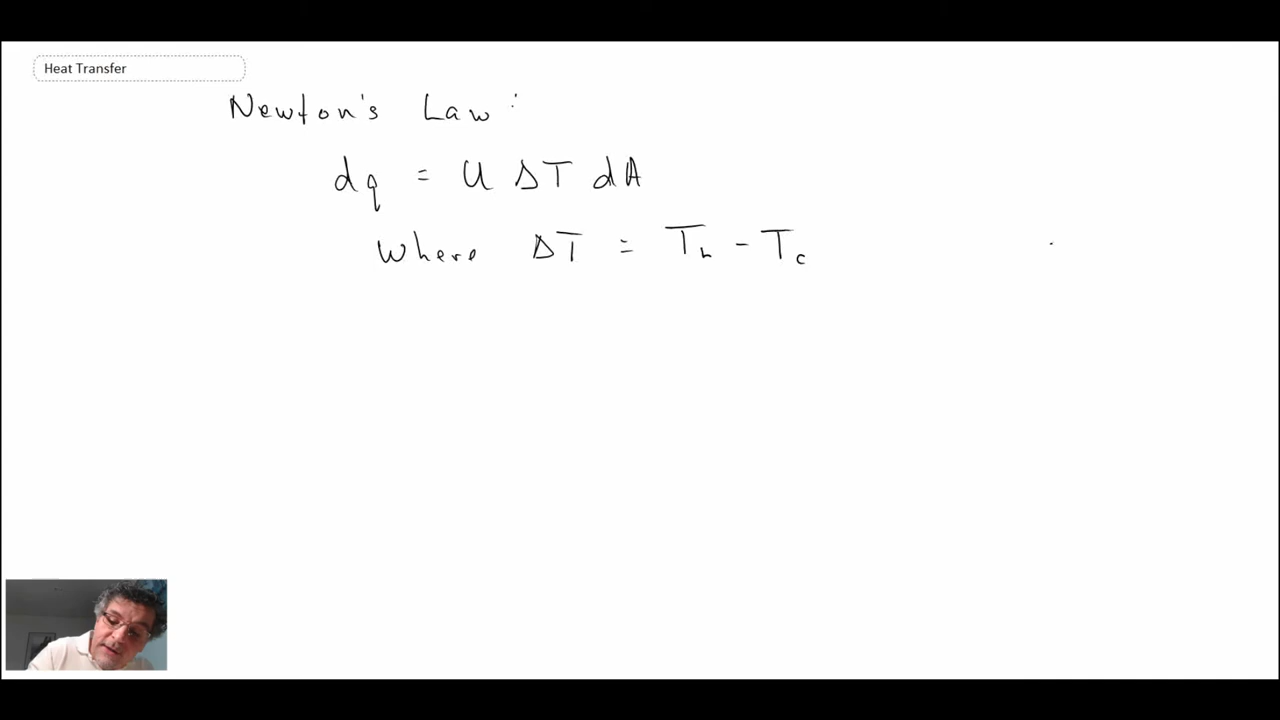 Heat Transfer
Newton's Law:
dq = U ΔT dA
where ΔT = Th - Tc